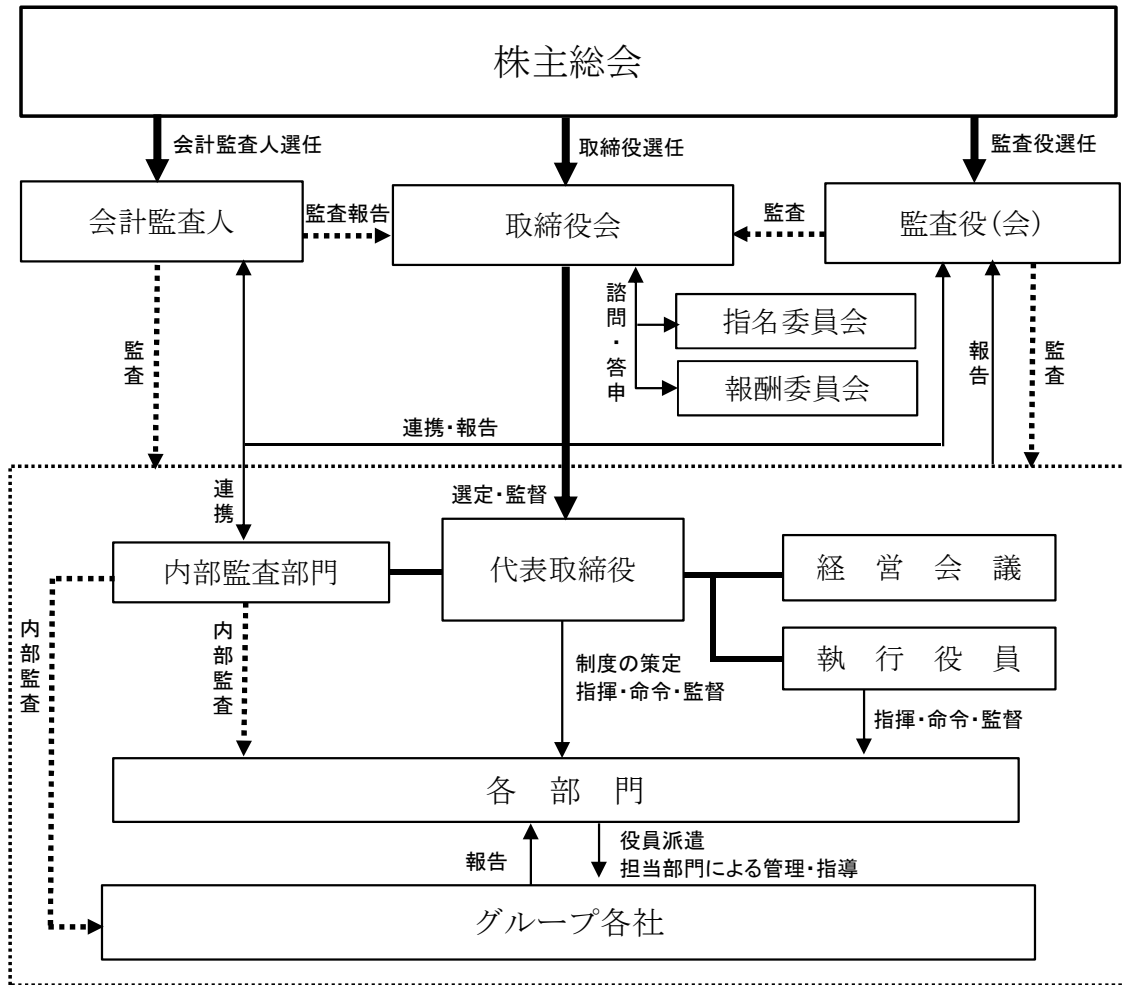 株主総会
会計監査人選任
取締役選任
監査役選任
会計監査人
監査報告
取締役会
監査
監査役(会)
諮問・答申
指名委員会
報酬委員会
監査
報告
監査
連携・報告
連携
選定・監督
内部監査部門
代表取締役
経営会議
執行役員
内部監査
内部監査
制度の策定
指揮・命令・監督
指揮・命令・監督
各部門
報告
役員派遣
担当部門による管理・指導
グループ各社